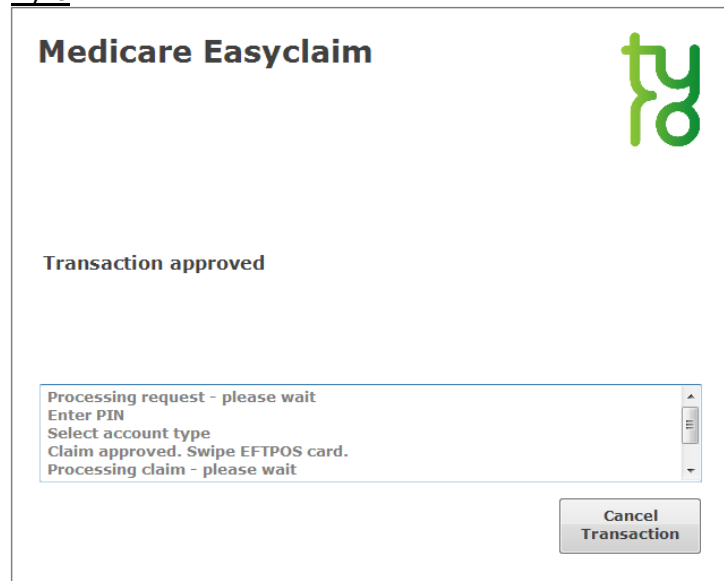 Medicare Easyclaim
tyro
Transaction approved
Processing request - please wait
Enter PIN
Select account type
Claim approved. Swipe EFTPOS card.
Processing claim - please wait
Cancel
Transaction